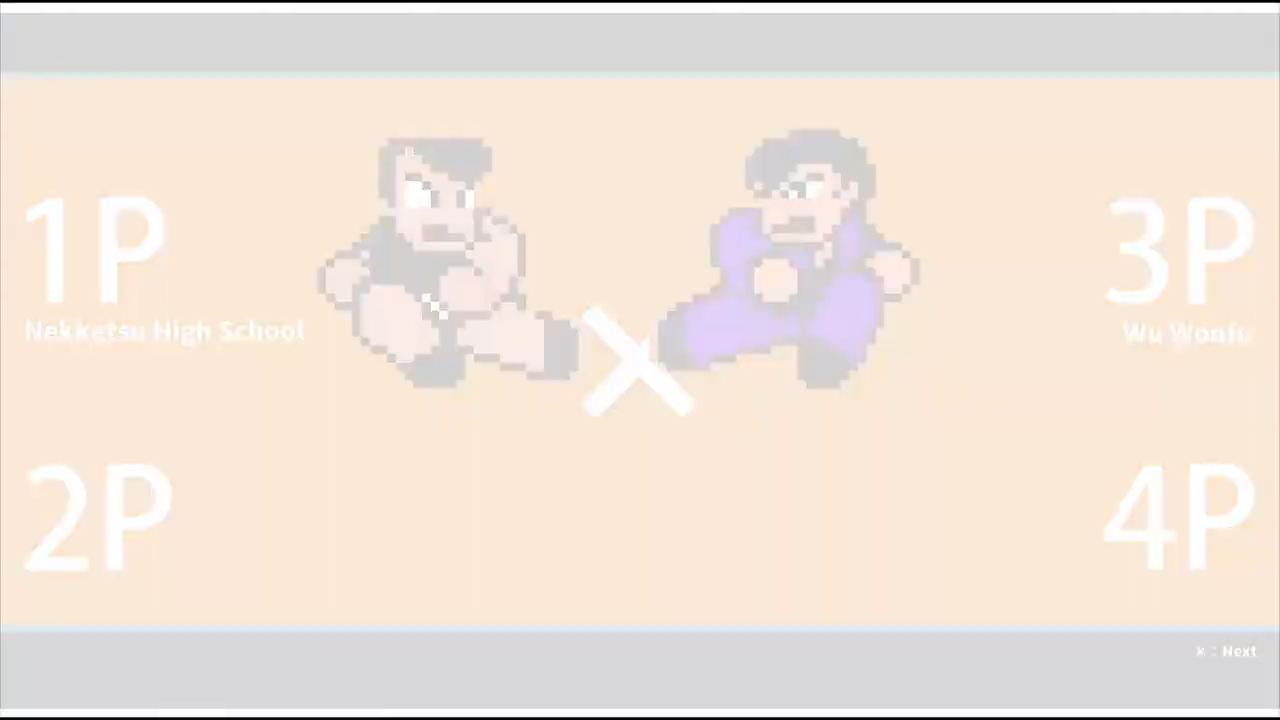 1P
3P
Nekketsu High School
Wu Wonfu
×
2P
4P
× : Next